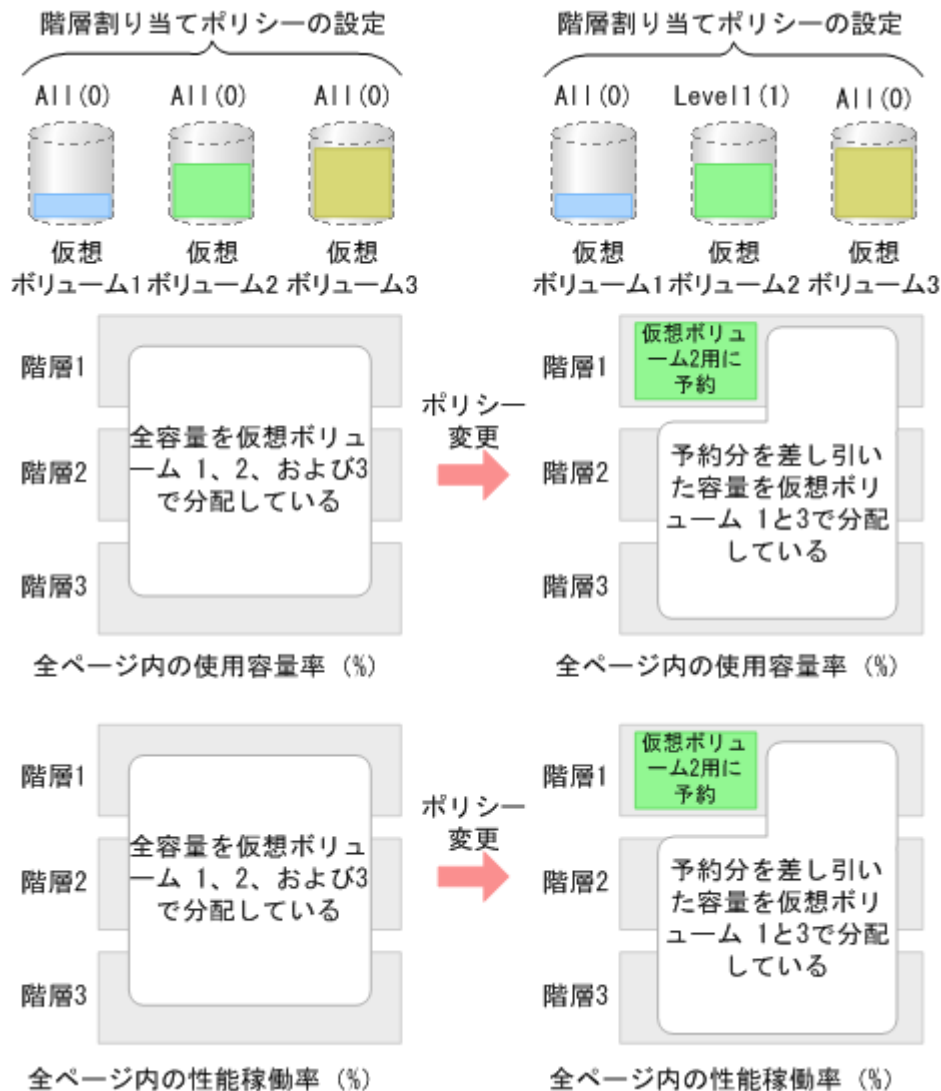 階層割り当てポリシーの設定
All(0) All(0) All(0)
仮想 仮想 仮想
ボリューム1 ボリューム2 ボリューム3
階層1
階層2
階層3
全容量を仮想ボリュ
ーム 1、2、および3
で分配している
全ページ内の使用容量率 (%)
ポリシー
変更
階層割り当てポリシーの設定
All(0) Level1(1) All(0)
仮想 仮想 仮想
ボリューム1 ボリューム2 ボリューム3
階層1
階層2
階層3
仮想ボリュ
ーム2用に
予約
予約分を差し引い
た容量を仮想ボリ
ューム 1と3で分配
している
全ページ内の使用容量率 (%)
階層1
階層2
階層3
全容量を仮想ボリュ
ーム 1、2、および3
で分配している
全ページ内の性能稼働率 (%)
ポリシー
変更
階層1
階層2
階層3
仮想ボリュ
ーム2用に
予約
予約分を差し引い
た容量を仮想ボリ
ューム 1と3で分配
している
全ページ内の性能稼働率 (%)